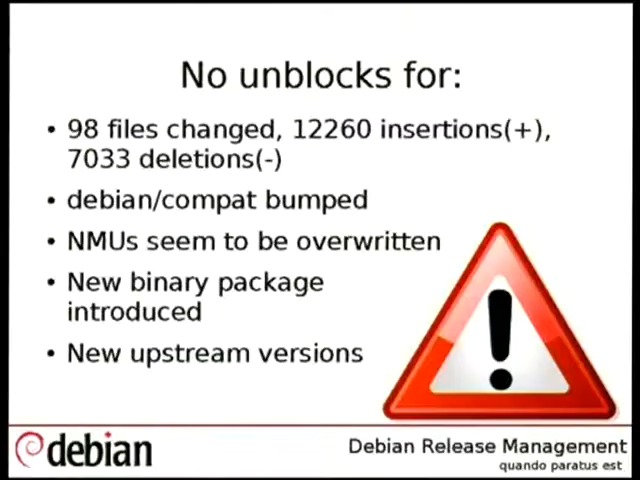 No unblocks for:
• 98 files changed, 12260 insertions(+),
7033 deletions(-)
• debian/compat bumped
• NMUs seem to be overwritten
• New binary package
introduced
• New upstream versions
debian
Debian Release Management
quando paratus est